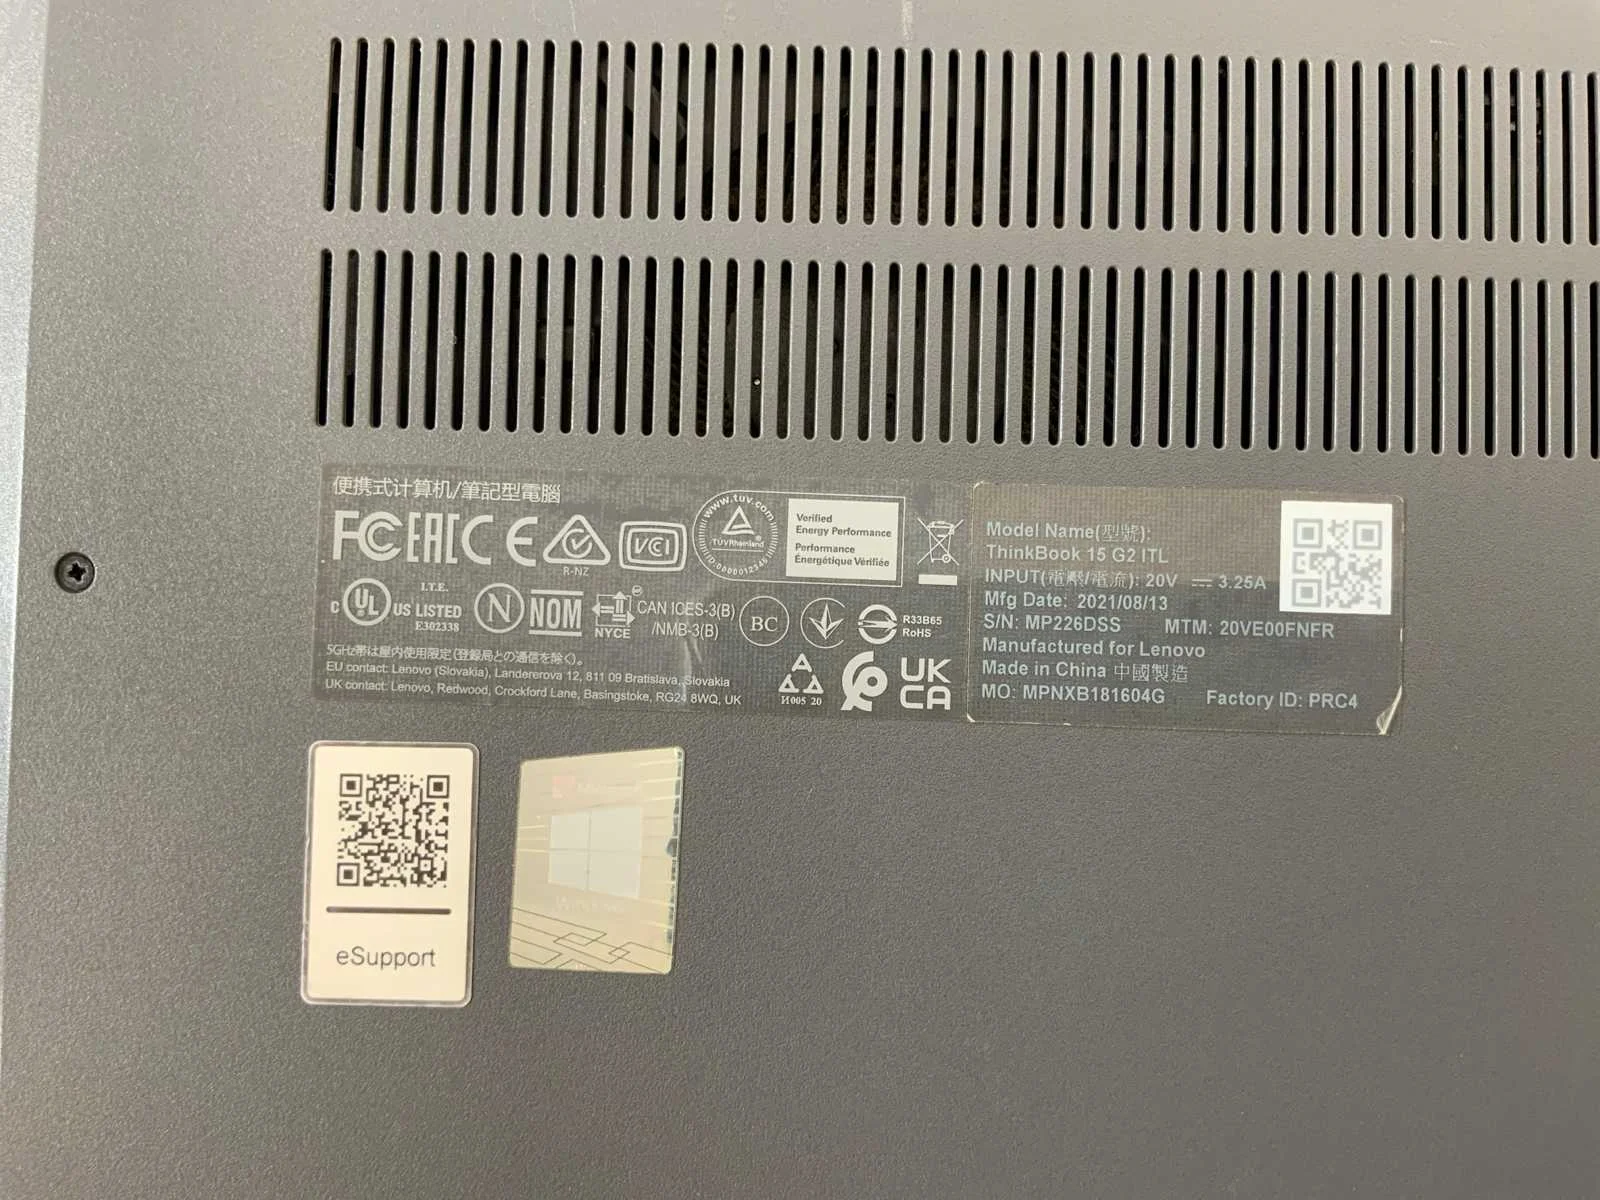 便携式计算机/筆記型電腦
FC EAC CE
R-NZ
VCI
www.tuv.com
TÜVRheinland®
ID:0000012345
Verified
Energy Performance
Performance
Énergétique Vérifiée
I.T.E.
c UL US LISTED
E302338
N
NOM
NYCE
CAN ICES-3(B)
/NMB-3(B)
BC
R33B65
RoHS
5GHz帯は屋内使用限定(登録局との通信を除く)。
EU contact: Lenovo (Slovakia), Landererova 12, 811 09 Bratislava, Slovakia
UK contact: Lenovo, Redwood, Crockford Lane, Basingstoke, RG24 8WQ, UK
И005 20
UK
CA
Model Name(型號):
ThinkBook 15 G2 ITL
INPUT(電壓/電流): 20V ⎓ 3.25A
Mfg Date: 2021/08/13
S/N: MP226DSS MTM: 20VE00FNFR
Manufactured for Lenovo
Made in China 中國製造
MO: MPNXB181604G Factory ID: PRC4
eSupport
Microsoft
Windows